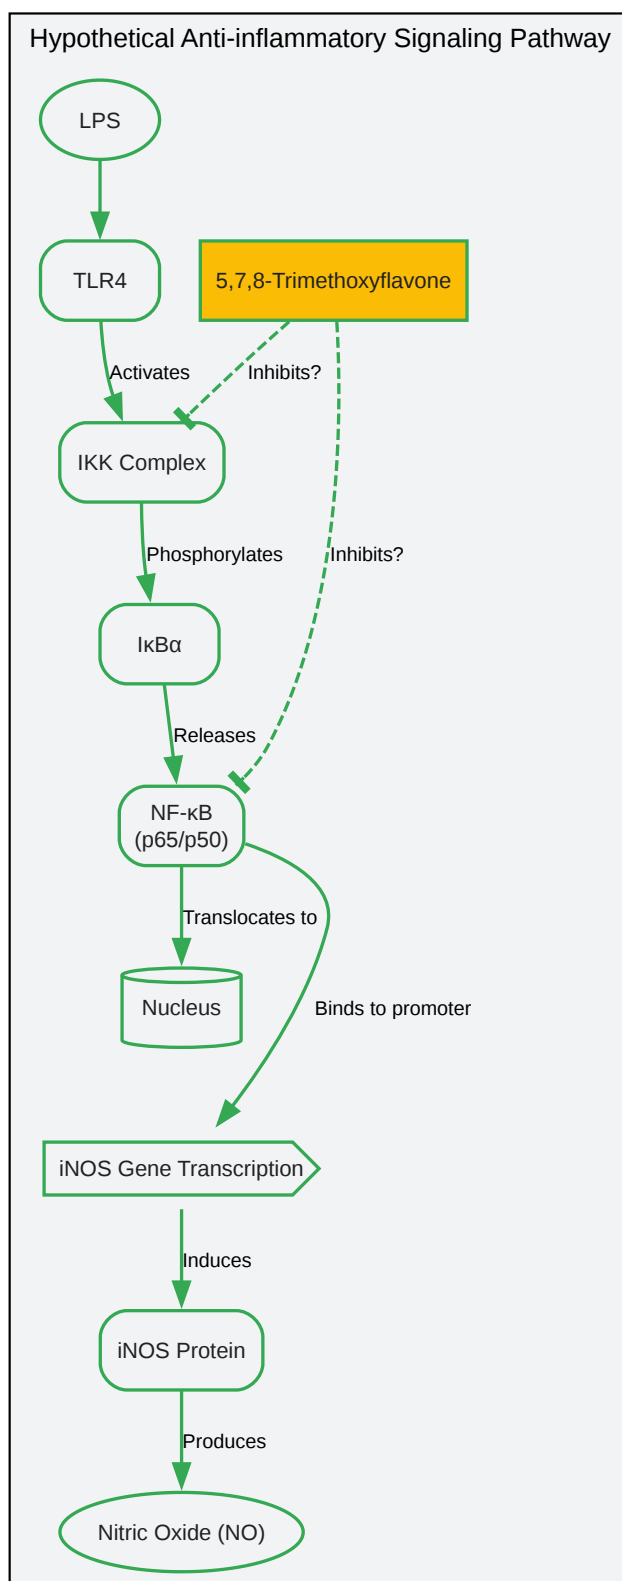 Hypothetical Anti-inflammatory Signaling Pathway
LPS
TLR4
5,7,8-Trimethoxyflavone
Activates
Inhibits?
IKK Complex
Phosphorylates
Inhibits?
IκBα
Releases
NF-κB
(p65/p50)
Translocates to
Nucleus
Binds to promoter
iNOS Gene Transcription
Induces
iNOS Protein
Produces
Nitric Oxide (NO)